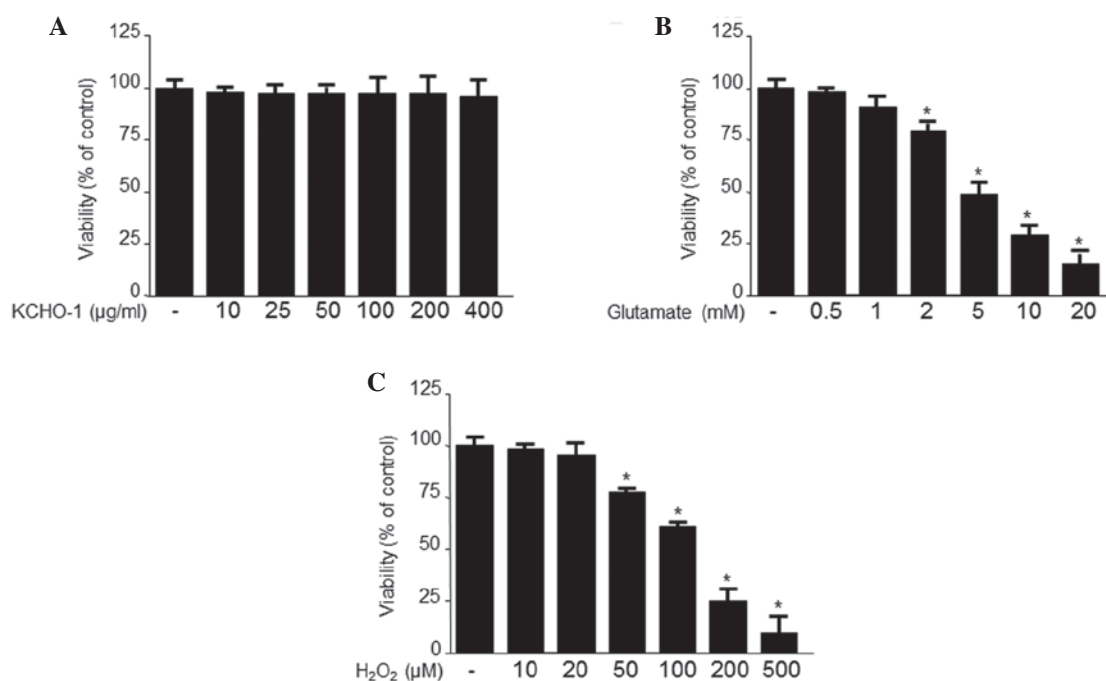 A
Viability (% of control)
125
100
75
50
25
0
KCHO-1 (μg/ml) - 10 25 50 100 200 400
B
Viability (% of control)
125
100
75
50
25
0
* * * *
Glutamate (mM) - 0.5 1 2 5 10 20
C
Viability (% of control)
125
100
75
50
25
0
* * * *
H₂O₂ (μM) - 10 20 50 100 200 500